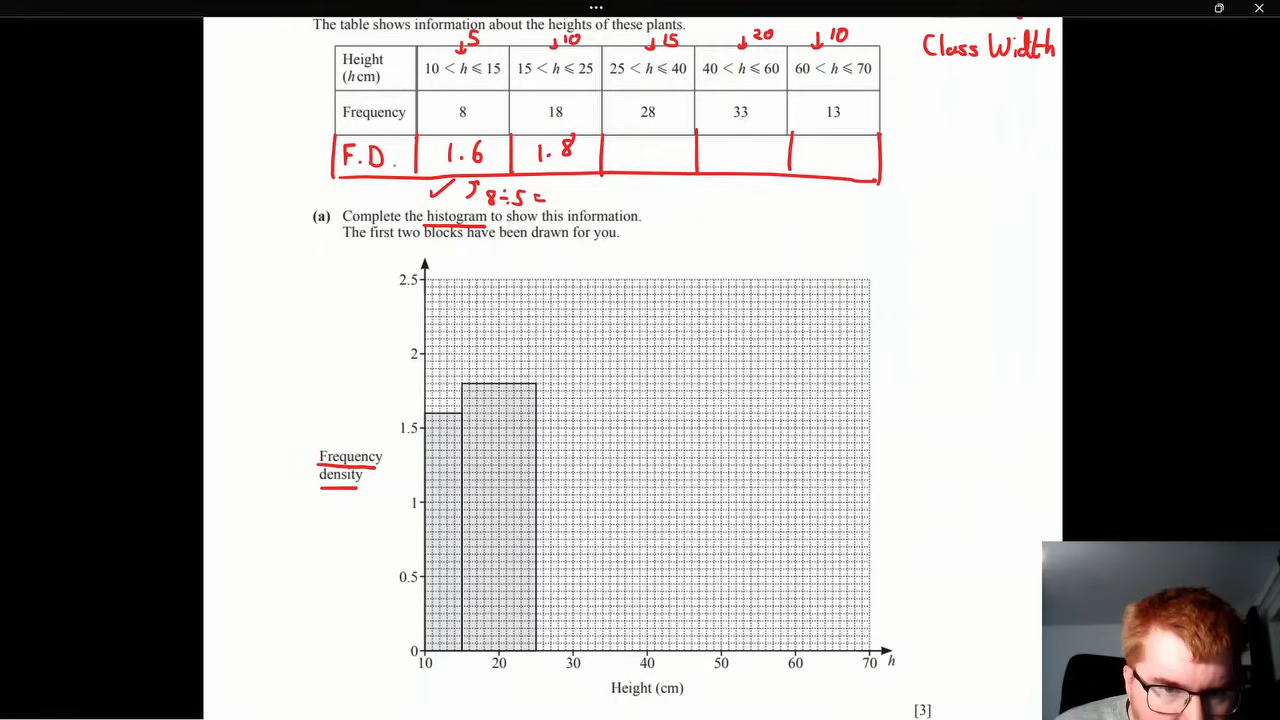 The table shows information about the heights of these plants.
Class Width
5 10 15 20 10
Height (h cm) 10 < h ⩽ 15 15 < h ⩽ 25 25 < h ⩽ 40 40 < h ⩽ 60 60 < h ⩽ 70
Frequency 8 18 28 33 13
F.D. 1.6 1.8
8÷5=
(a) Complete the histogram to show this information.
The first two blocks have been drawn for you.
2.5
2
1.5
Frequency
density
1
0.5
0
10 20 30 40 50 60 70 h
Height (cm)
[3]